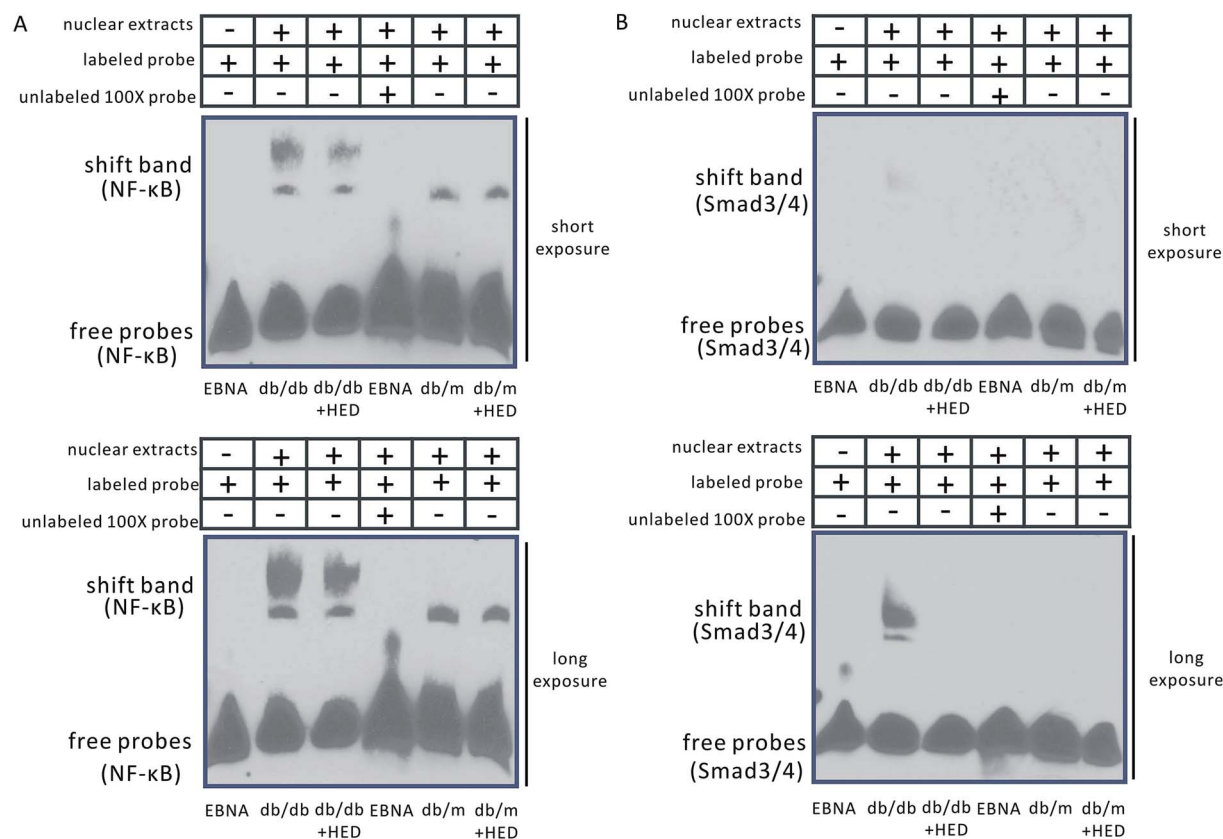 A
nuclear extracts - + + + + +
labeled probe + + + + + +
unlabeled 100X probe - - - + - -
shift band
(NF-κB)
free probes
(NF-κB)
short
exposure
EBNA db/db db/db EBNA db/m db/m
+HED +HED
nuclear extracts - + + + + +
labeled probe + + + + + +
unlabeled 100X probe - - - + - -
shift band
(NF-κB)
free probes
(NF-κB)
long
exposure
EBNA db/db db/db EBNA db/m db/m
+HED +HED
B
nuclear extracts - + + + + +
labeled probe + + + + + +
unlabeled 100X probe - - - + - -
shift band
(Smad3/4)
free probes
(Smad3/4)
short
exposure
EBNA db/db db/db EBNA db/m db/m
+HED +HED
nuclear extracts - + + + + +
labeled probe + + + + + +
unlabeled 100X probe - - - + - -
shift band
(Smad3/4)
free probes
(Smad3/4)
long
exposure
EBNA db/db db/db EBNA db/m db/m
+HED +HED